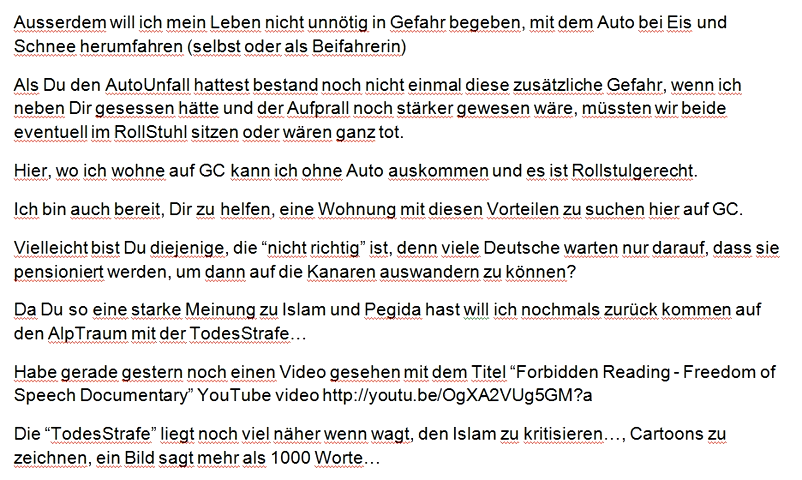 Ausserdem will ich mein Leben nicht unnötig in Gefahr begeben, mit dem Auto bei Eis und
Schnee herumfahren (selbst oder als Beifahrerin)
Als Du den AutoUnfall hattest bestand noch nicht einmal diese zusätzliche Gefahr, wenn ich
neben Dir gesessen hätte und der Aufprall noch stärker gewesen wäre, müssten wir beide
eventuell im RollStuhl sitzen oder wären ganz tot.
Hier, wo ich wohne auf GC kann ich ohne Auto auskommen und es ist Rollstulgerecht.
Ich bin auch bereit, Dir zu helfen, eine Wohnung mit diesen Vorteilen zu suchen hier auf GC.
Vielleicht bist Du diejenige, die “nicht richtig” ist, denn viele Deutsche warten nur darauf, dass sie
pensioniert werden, um dann auf die Kanaren auswandern zu können?
Da Du so eine starke Meinung zu Islam und Pegida hast will ich nochmals zurück kommen auf
den AlpTraum mit der TodesStrafe…
Habe gerade gestern noch einen Video gesehen mit dem Titel “Forbidden Reading - Freedom of
Speech Documentary” YouTube video http://youtu.be/OgXA2VUg5GM?a
Die “TodesStrafe” liegt noch viel näher wenn wagt, den Islam zu kritisieren…, Cartoons zu
zeichnen, ein Bild sagt mehr als 1000 Worte…